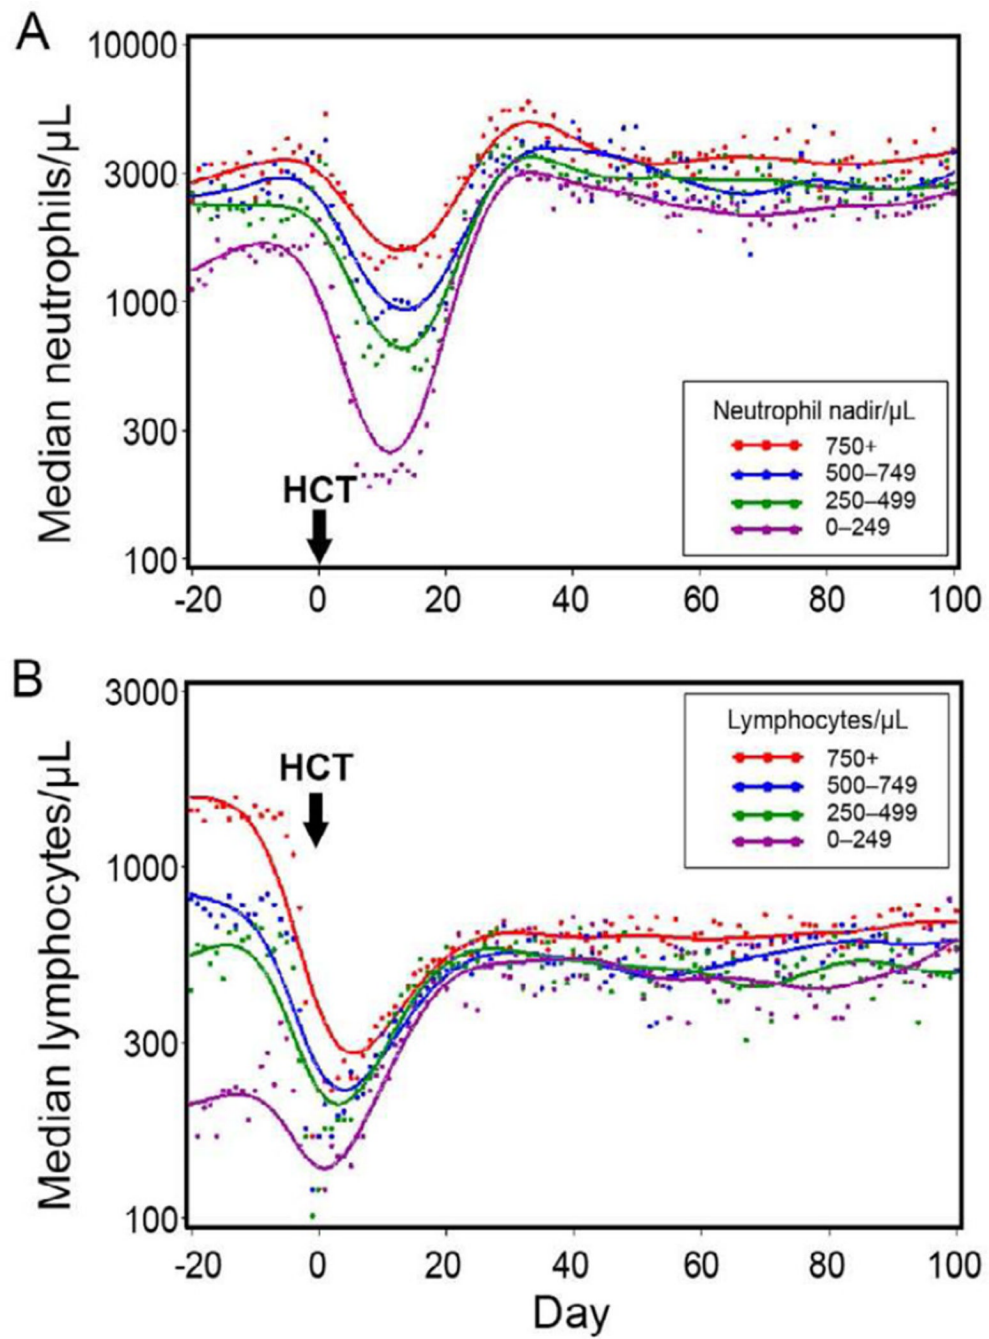 A
Median neutrophils/µL
10000
3000
1000
300
100
HCT
Neutrophil nadir/µL
750+
500–749
250–499
0–249
-20 0 20 40 60 80 100
B
Median lymphocytes/µL
3000
1000
300
100
HCT
Lymphocytes/µL
750+
500–749
250–499
0–249
-20 0 20 40 60 80 100
Day